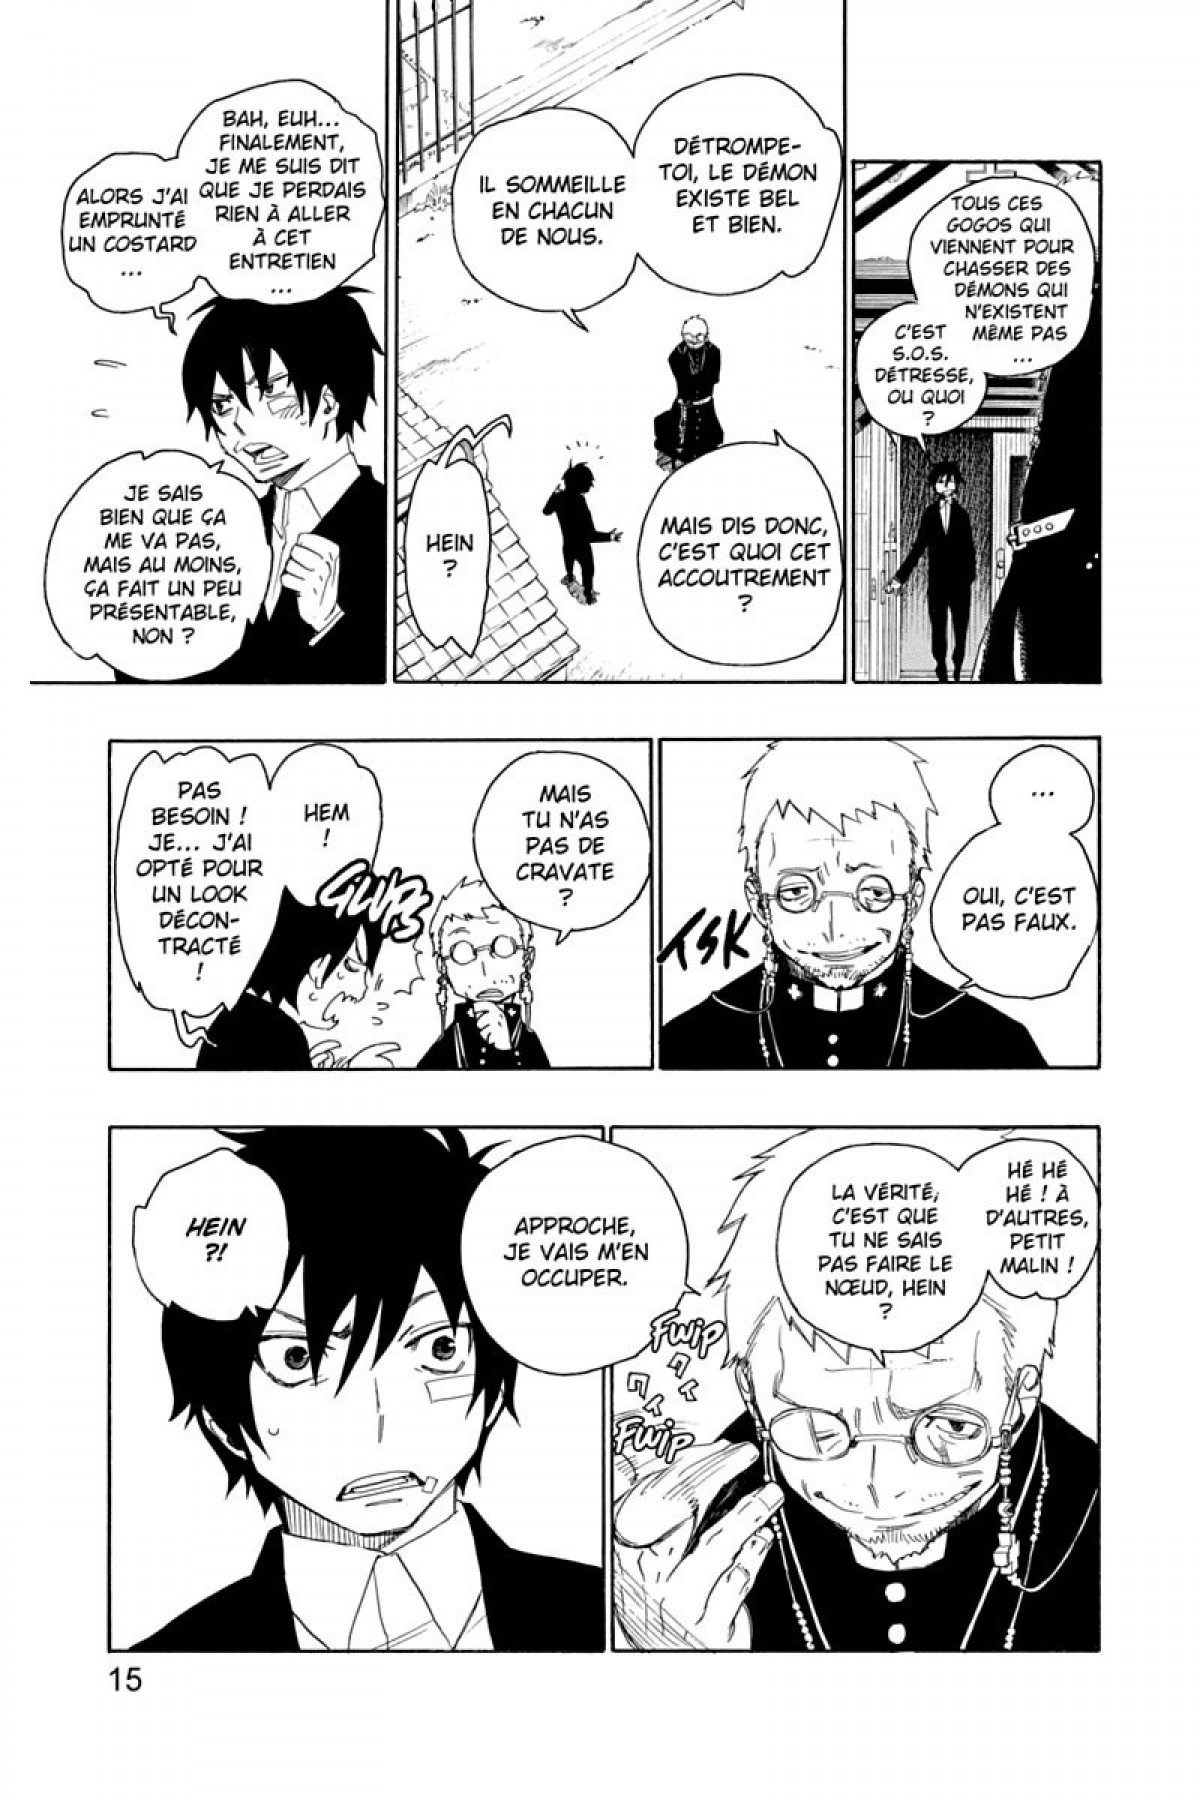 TOUS CES
GOGOS QUI
VIENNENT POUR
CHASSER DES
DÉMONS QUI
N'EXISTENT
MÊME PAS
...
C'EST
S.O.S.
DÉTRESSE,
OU QUOI
?
DÉTROMPE-
TOI, LE DÉMON
EXISTE BEL
ET BIEN.
IL SOMMEILLE
EN CHACUN
DE NOUS.
MAIS DIS DONC,
C'EST QUOI CET
ACCOUTREMENT
?
HEIN
?
BAH, EUH...
FINALEMENT,
JE ME SUIS DIT
QUE JE PERDAIS
RIEN À ALLER
À CET
ENTRETIEN
...
ALORS J'AI
EMPRUNTÉ
UN COSTARD
...
JE SAIS
BIEN QUE ÇA
ME VA PAS,
MAIS AU MOINS,
ÇA FAIT UN PEU
PRÉSENTABLE,
NON ?
...
OUI, C'EST
PAS FAUX.
TSK
MAIS
TU N'AS
PAS DE
CRAVATE
?
GLUPS
HEM
!
PAS
BESOIN !
JE... J'AI
OPTÉ POUR
UN LOOK
DÉCON-
TRACTÉ
!
HÉ HÉ
HÉ ! À
D'AUTRES,
PETIT
MALIN !
LA VÉRITÉ,
C'EST QUE
TU NE SAIS
PAS FAIRE LE
NŒUD, HEIN
?
APPROCHE,
JE VAIS M'EN
OCCUPER.
FWIP
クィ
クィ
FWIP
HEIN
?!
15